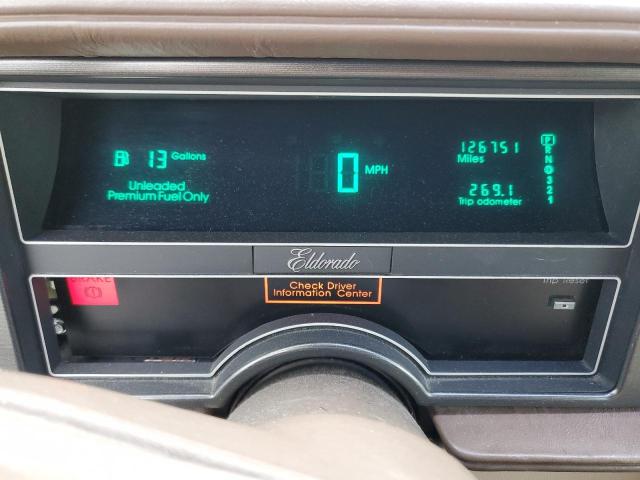 13 Gallons
Unleaded
Premium Fuel Only
0 MPH
126751
Miles
269.1
Trip odometer
P
R
N
D
3
2
1
Eldorado
BRAKE
Check Driver
Information Center
Trip Reset